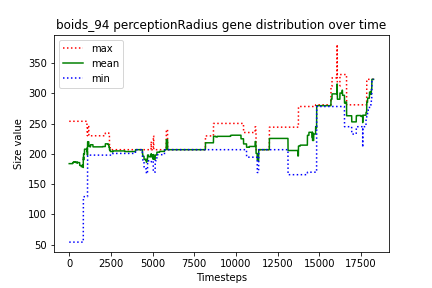 boids_94 perceptionRadius gene distribution over time
max
mean
min
Size value
350
300
250
200
150
100
50
0
2500
5000
7500
10000
12500
15000
17500
Timesteps